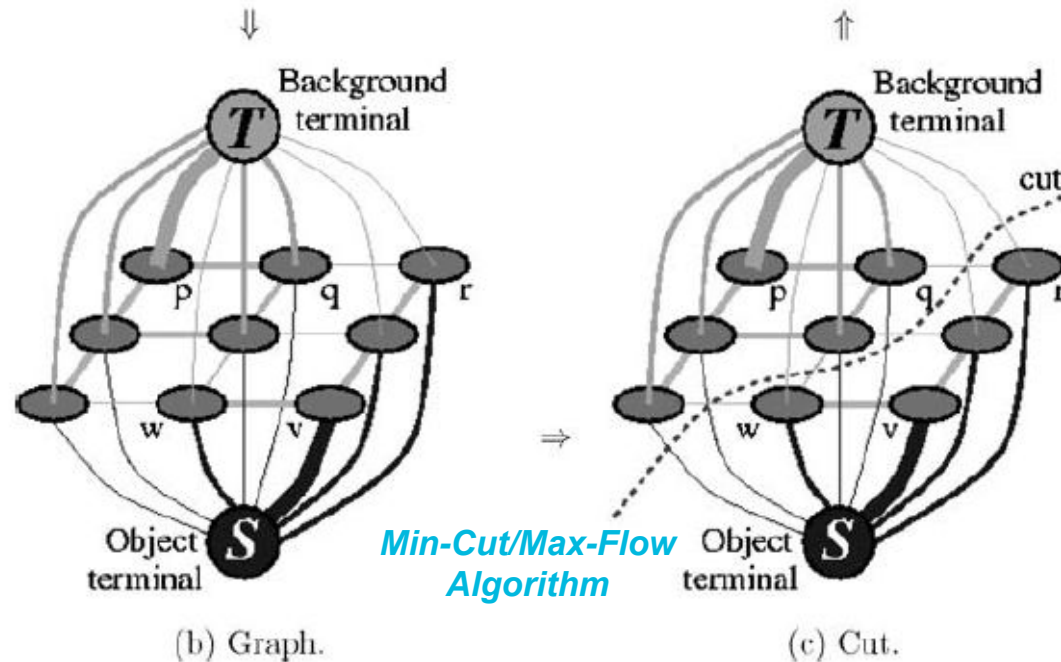 ⇓
Background
terminal
T
p
q
r
w
v
S
Object
terminal
(b) Graph.
⇒
Min-Cut/Max-Flow
Algorithm
⇑
Background
terminal
T
cut
p
q
r
w
v
S
Object
terminal
(c) Cut.